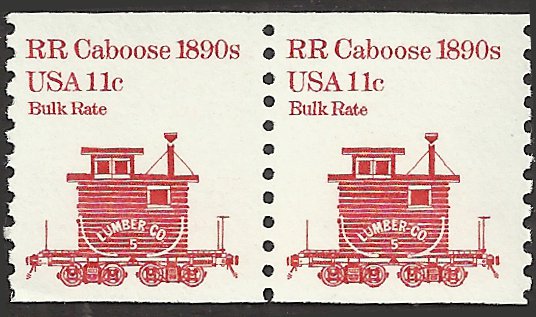 RR Caboose 1890s
USA 11c
Bulk Rate
LUMBER-CO.
5
RR Caboose 1890s
USA 11c
Bulk Rate
LUMBER-CO.
5